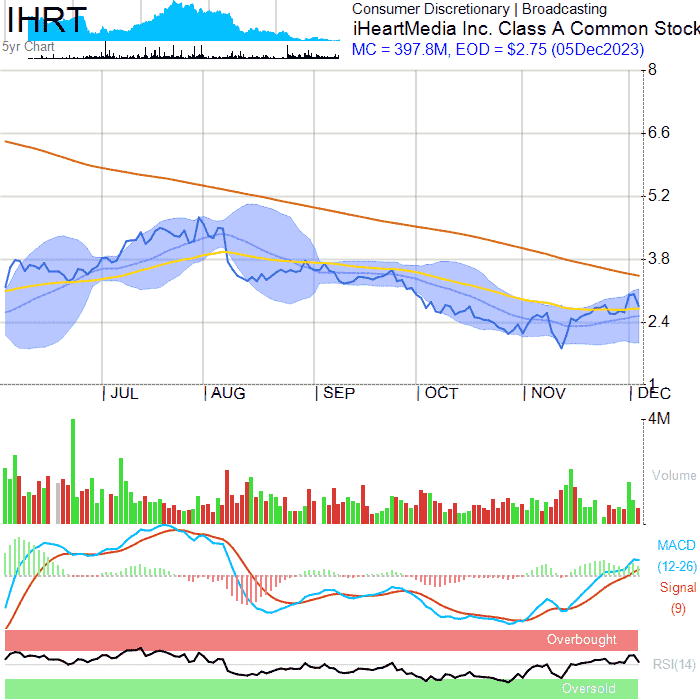 IHRT
5yr Chart
Consumer Discretionary | Broadcasting
iHeartMedia Inc. Class A Common Stock
MC = 397.8M, EOD = $2.75 (05Dec2023)
8
6.6
5.2
3.8
2.4
1
JUL
AUG
SEP
OCT
NOV
DEC
4M
Volume
MACD
(12-26)
Signal
(9)
Overbought
RSI(14)
Oversold